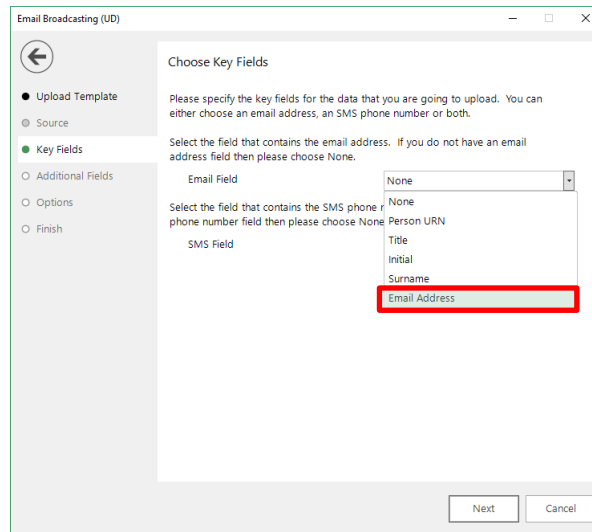 Email Broadcasting (UD)
Choose Key Fields
Upload Template
Source
Key Fields
Additional Fields
Options
Finish
Please specify the key fields for the data that you are going to upload. You can
either choose an email address, an SMS phone number or both.
Select the field that contains the email address. If you do not have an email
address field then please choose None.
Email Field
None
Select the field that contains the SMS phone
phone number field then please choose None
SMS Field
None
Person URN
Title
Initial
Surname
Email Address
Next
Cancel